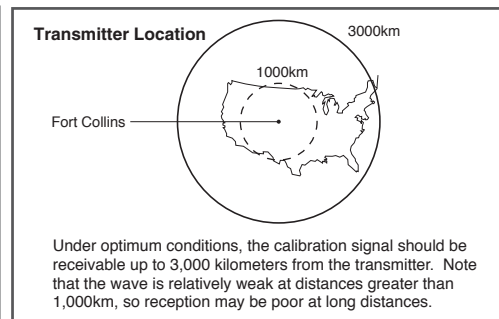 Transmitter Location
3000km
1000km
Fort Collins
Under optimum conditions, the calibration signal should be
receivable up to 3,000 kilometers from the transmitter. Note
that the wave is relatively weak at distances greater than
1,000km, so reception may be poor at long distances.